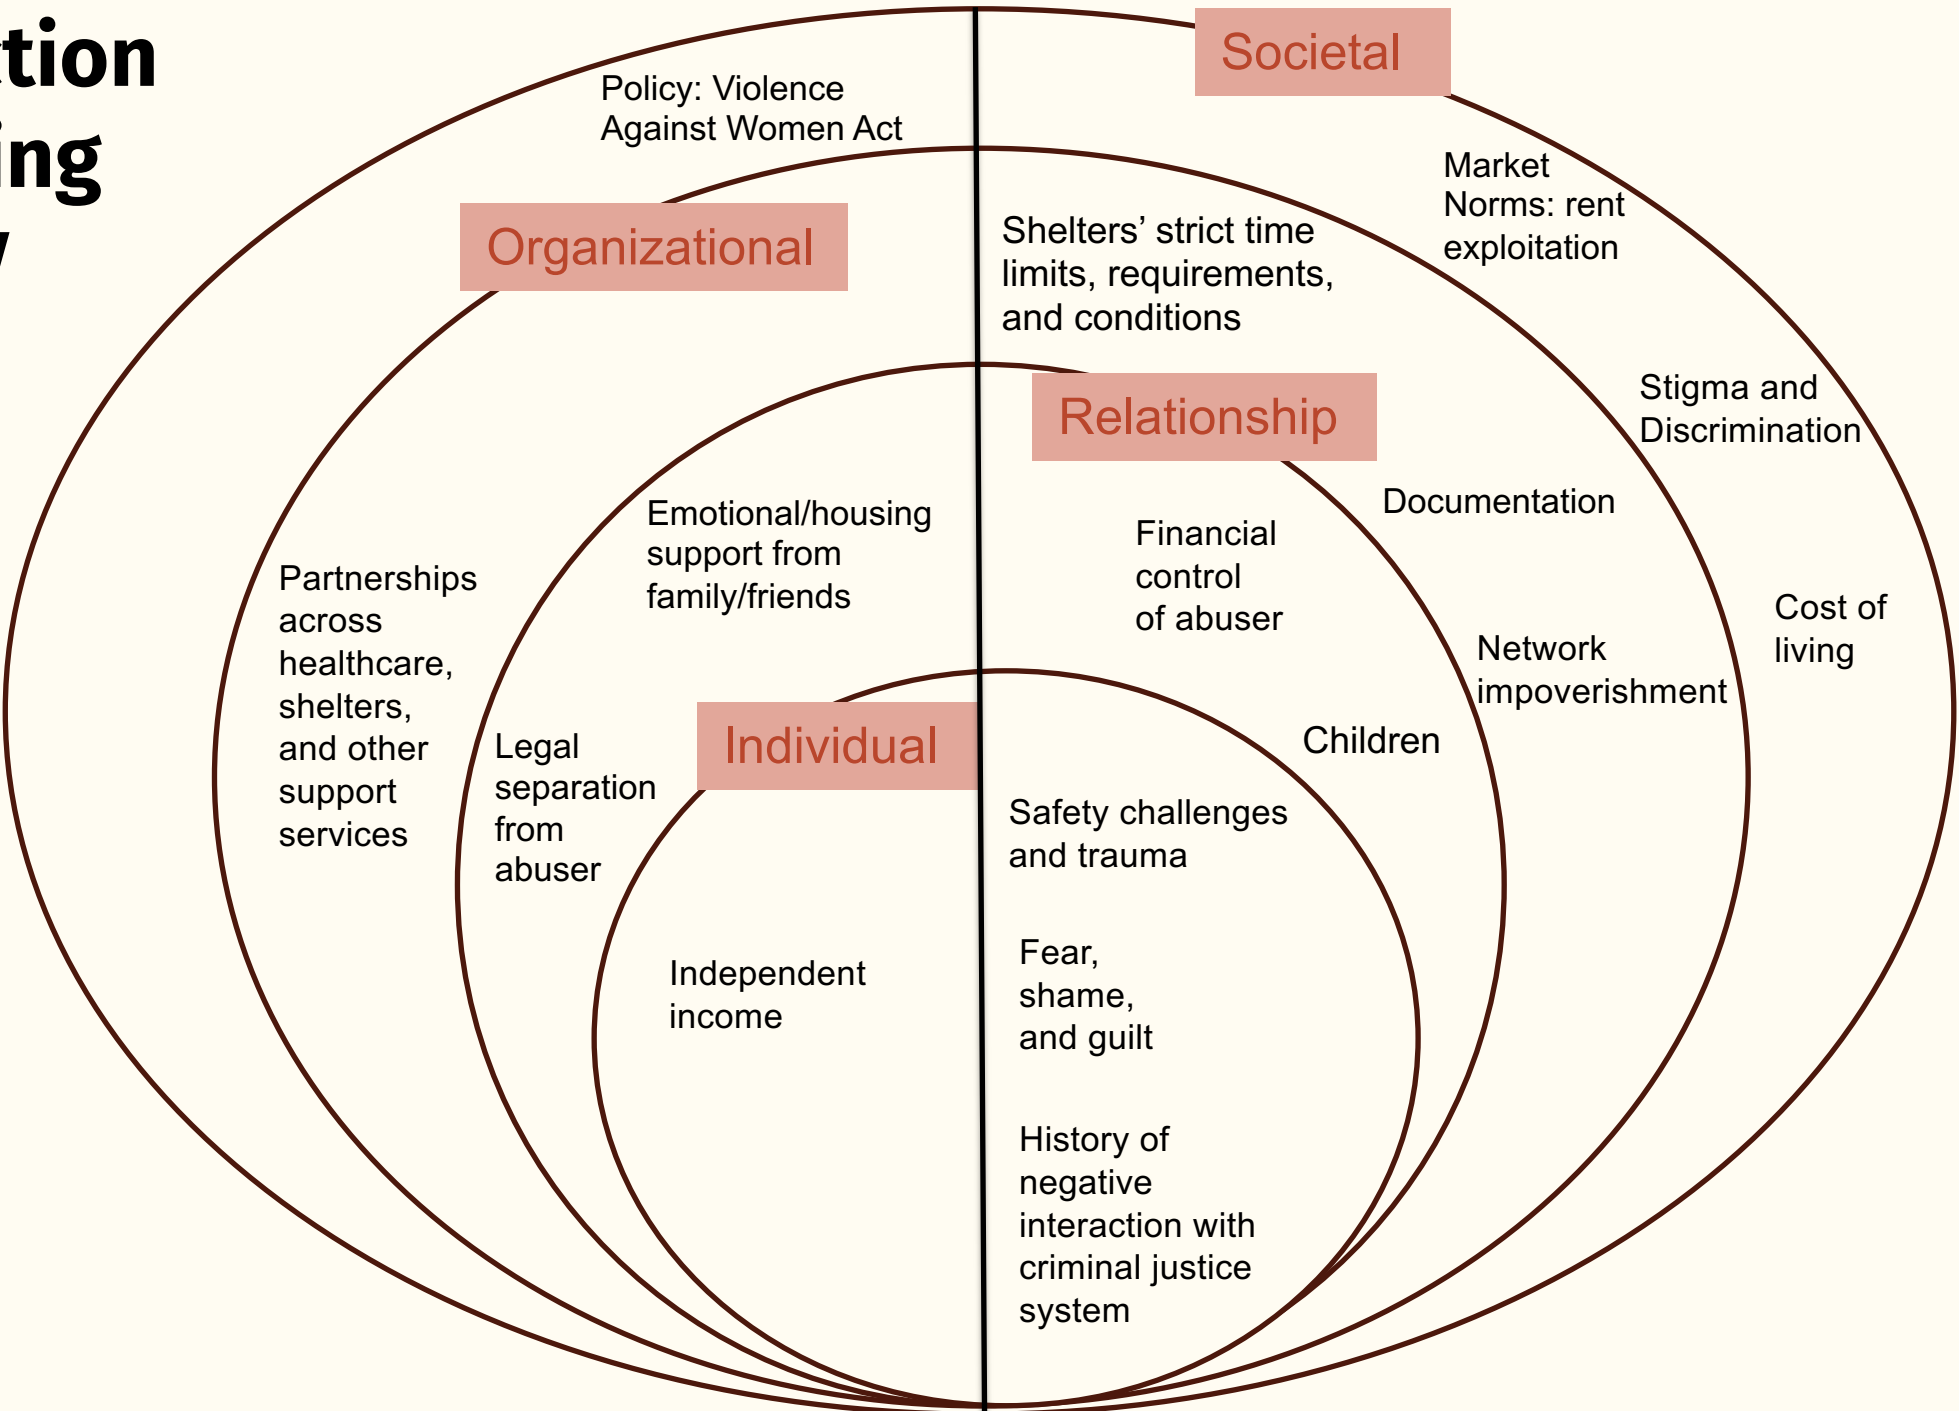 Societal
Policy: Violence
Against Women Act
Market
Norms: rent
exploitation
Organizational
Shelters’ strict time
limits, requirements,
and conditions
Relationship
Stigma and
Discrimination
Documentation
Emotional/housing
support from
family/friends
Financial
control
of abuser
Partnerships
across
healthcare,
shelters,
and other
support
services
Cost of
living
Network
impoverishment
Individual
Children
Legal
separation
from
abuser
Safety challenges
and trauma
Independent
income
Fear,
shame,
and guilt
History of
negative
interaction with
criminal justice
system